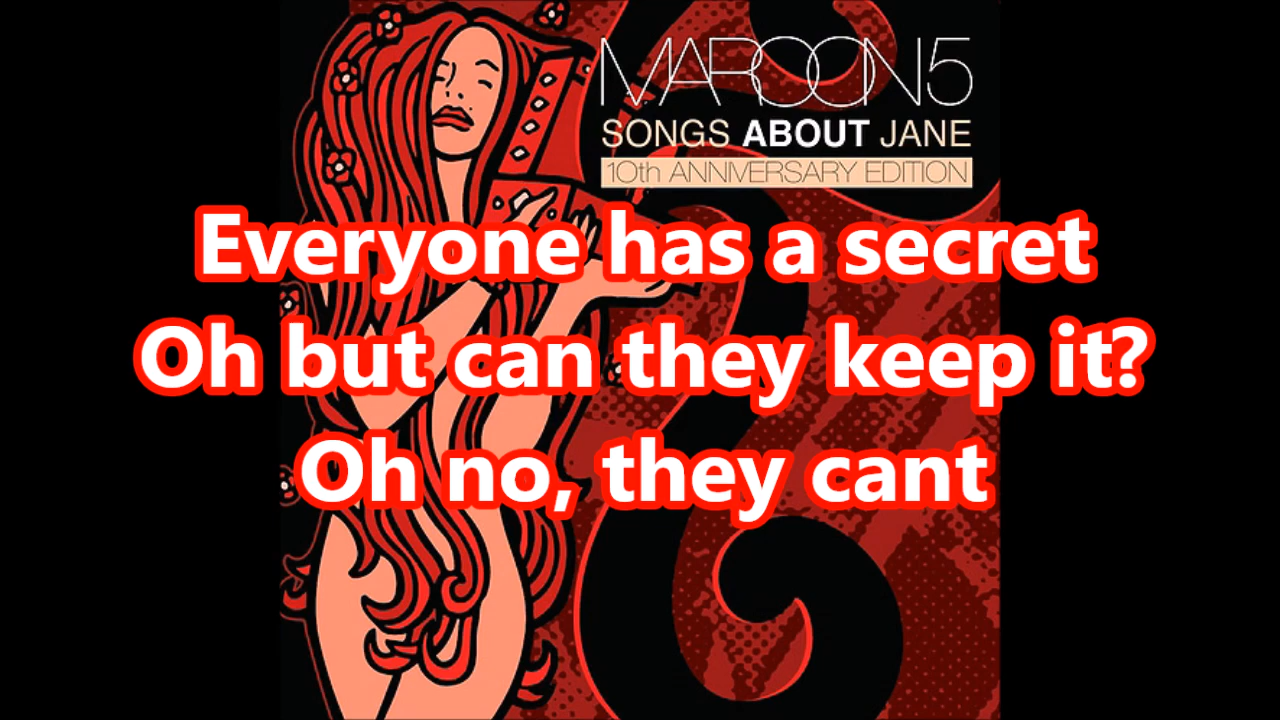 MAROON5
SONGS ABOUT JANE
10th ANNIVERSARY EDITION
Everyone has a secret
Oh but can they keep it?
Oh no, they cant